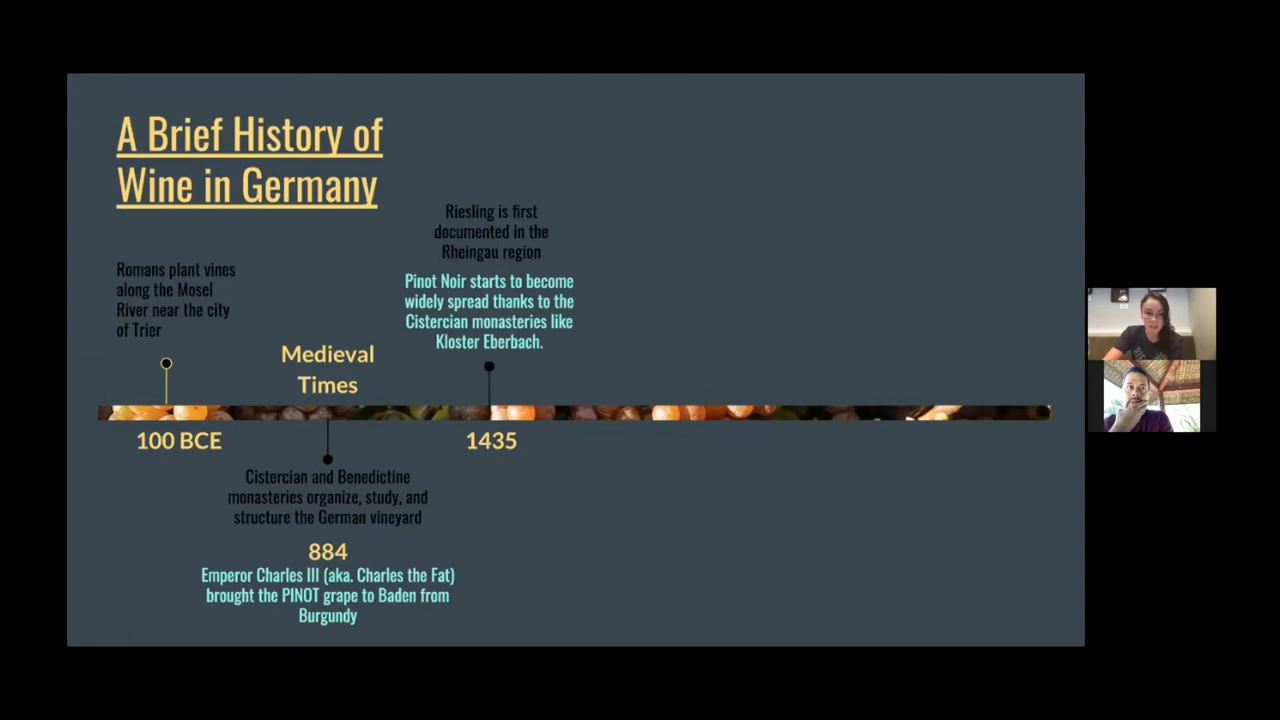 A Brief History of
Wine in Germany
Romans plant vines
along the Mosel
River near the city
of Trier
100 BCE
Medieval
Times
Cistercian and Benedictine
monasteries organize, study, and
structure the German vineyard
884
Emperor Charles III (aka. Charles the Fat)
brought the PINOT grape to Baden from
Burgundy
Riesling is first
documented in the
Rheingau region
Pinot Noir starts to become
widely spread thanks to the
Cistercian monasteries like
Kloster Eberbach.
1435